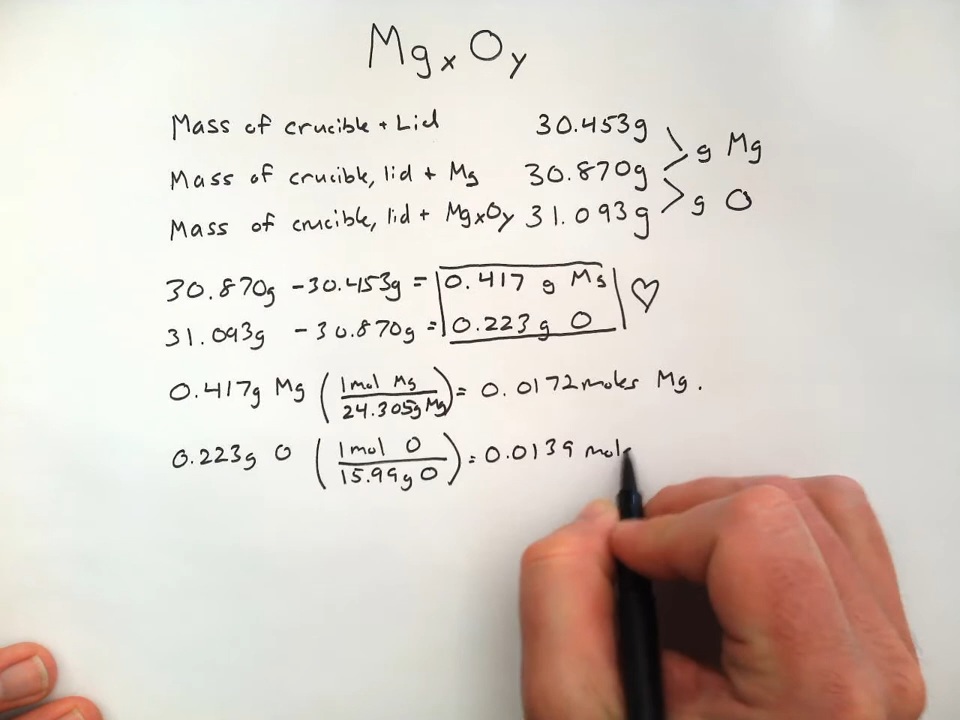 MgxOy
Mass of crucible + Lid 30.453g
g Mg
Mass of crucible, lid + Mg 30.870g
g O
Mass of crucible, lid + MgxOy 31.093g
30.870g - 30.453g = 0.417 g Mg ♡
31.093g - 30.870g = 0.223 g O
0.417g Mg (1mol Mg / 24.305g Mg) = 0.0172 moles Mg.
0.223g O (1mol O / 15.99g O) = 0.0139 mole